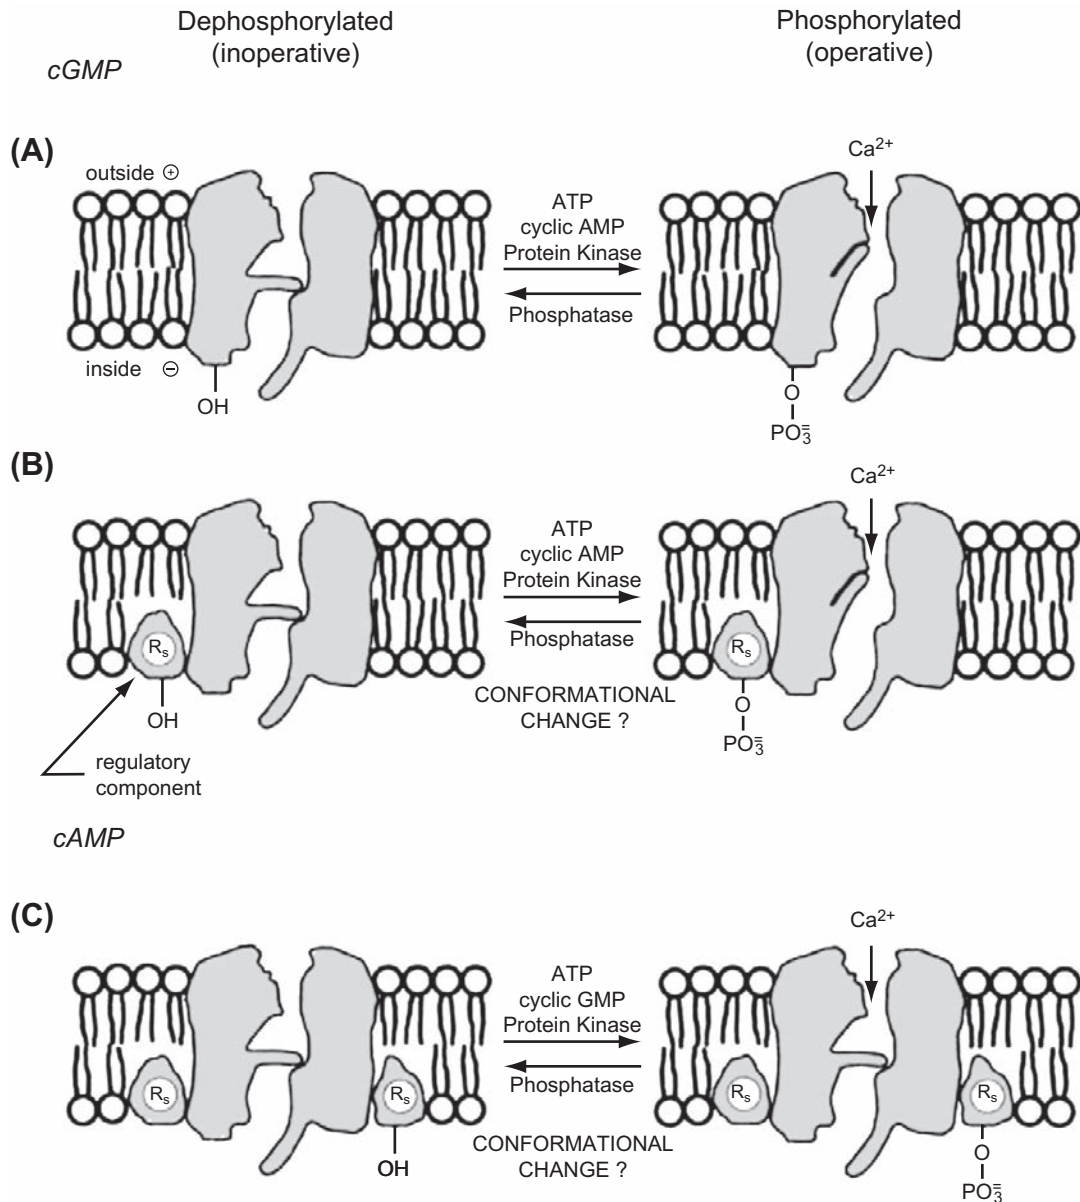 Dephosphorylated
(inoperative)
Phosphorylated
(operative)
cGMP
(A)
outside ⊕
inside ⊖
OH
ATP
cyclic AMP
Protein Kinase
Phosphatase
Ca²⁺
O
PO₃⁼
(B)
Rₛ
OH
regulatory
component
ATP
cyclic AMP
Protein Kinase
Phosphatase
CONFORMATIONAL
CHANGE ?
Ca²⁺
Rₛ
O
PO₃⁼
cAMP
(C)
Rₛ
Rₛ
OH
ATP
cyclic GMP
Protein Kinase
Phosphatase
CONFORMATIONAL
CHANGE ?
Ca²⁺
Rₛ
Rₛ
O
PO₃⁼